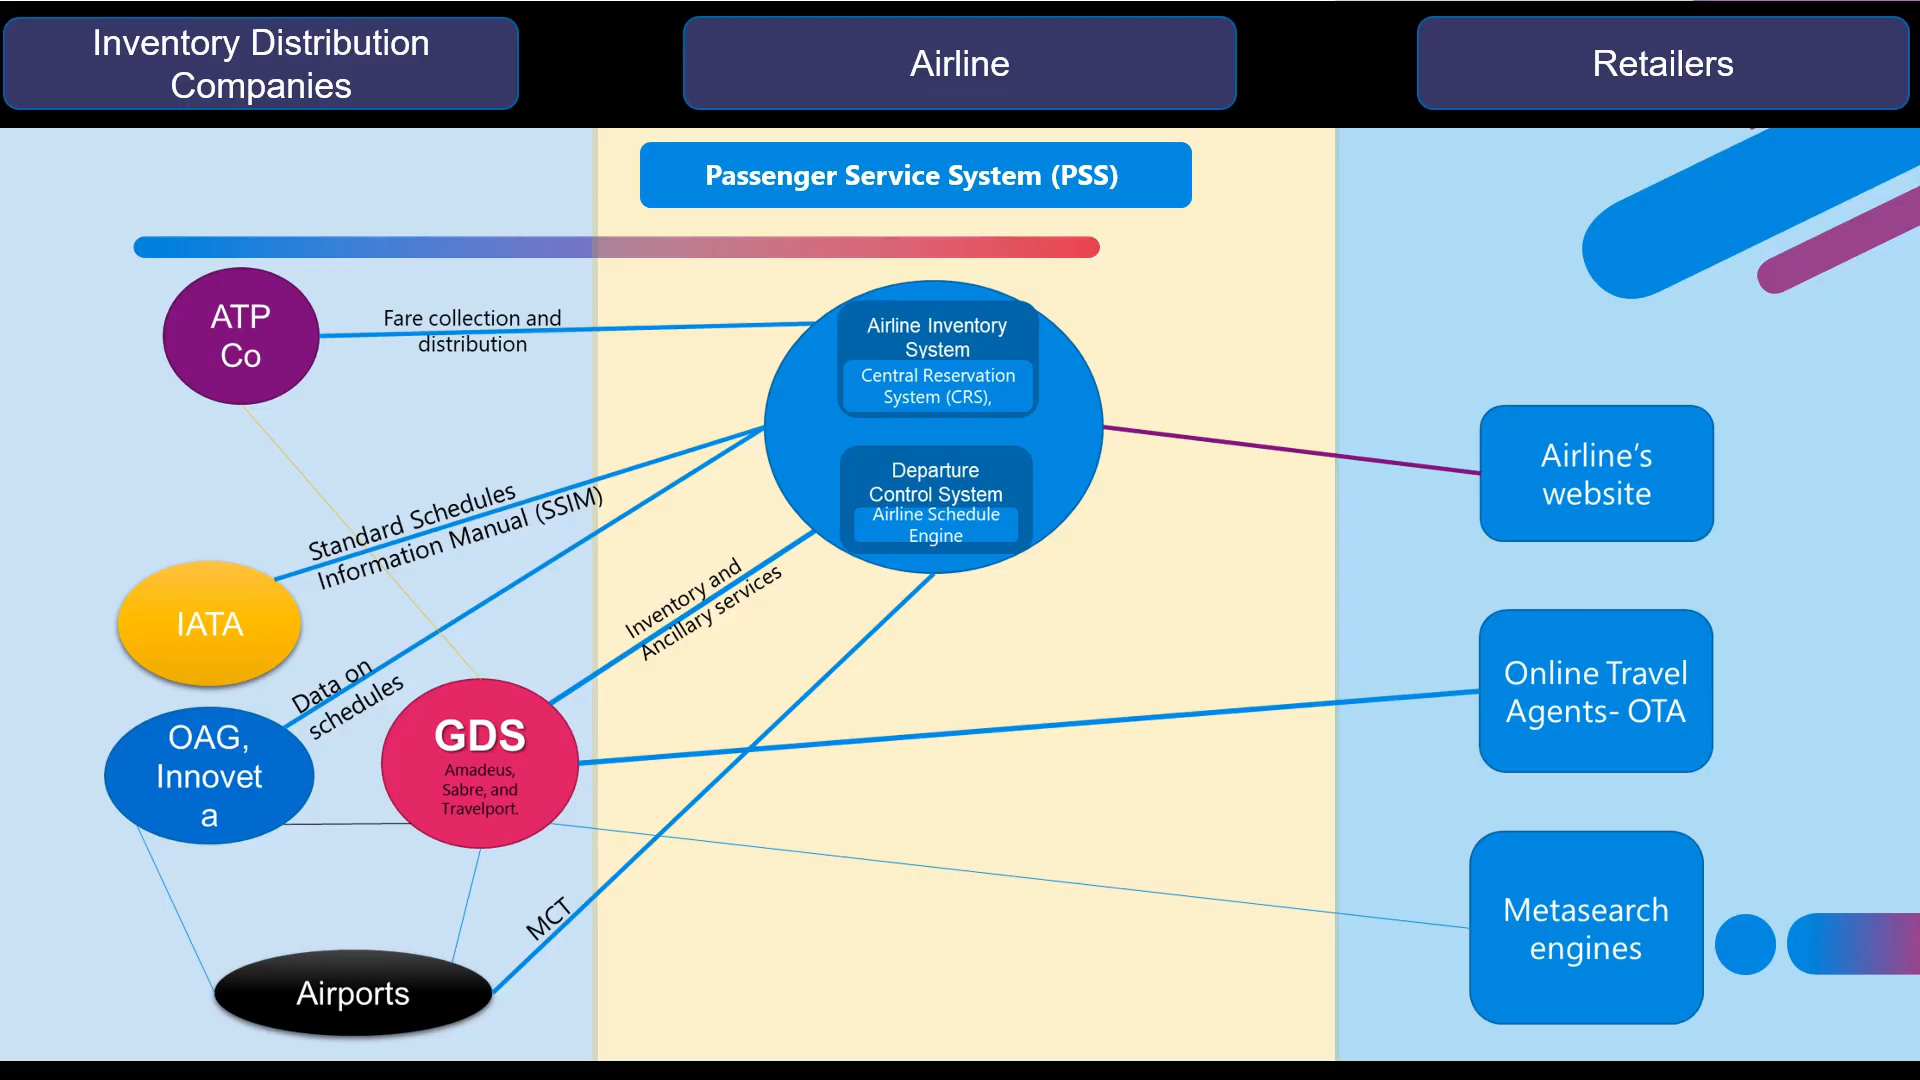 Inventory Distribution
Companies
Airline
Retailers
Passenger Service System (PSS)
ATP
Co
Fare collection and
distribution
Airline Inventory
System
Central Reservation
System (CRS),
Departure
Control System
Airline Schedule
Engine
Airline’s
website
Standard Schedules
Information Manual (SSIM)
IATA
Inventory and
Ancillary services
Data on
schedules
OAG,
Innovet
a
GDS
Amadeus,
Sabre, and
Travelport.
Online Travel
Agents- OTA
MCT
Metasearch
engines
Airports